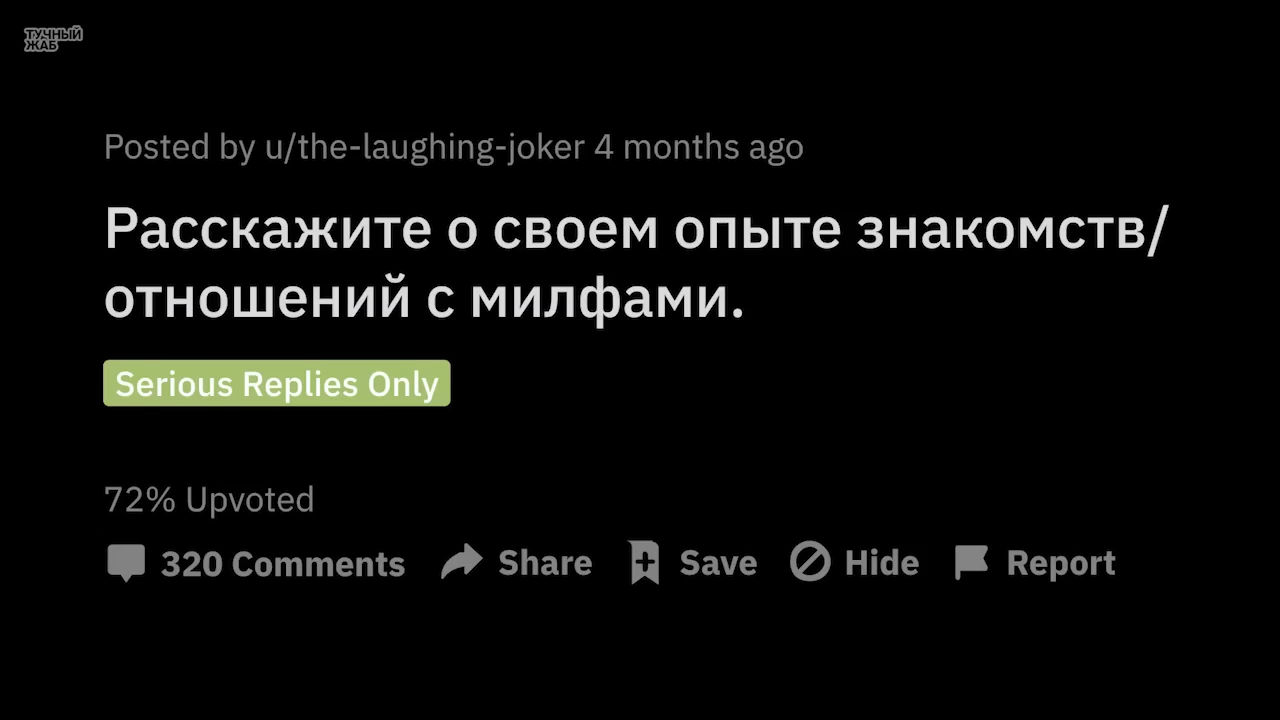 ТУЧНЫЙ
ЖАБ
Posted by u/the-laughing-joker 4 months ago
Расскажите о своем опыте знакомств/
отношений с милфами.
Serious Replies Only
72% Upvoted
320 Comments Share Save Hide Report